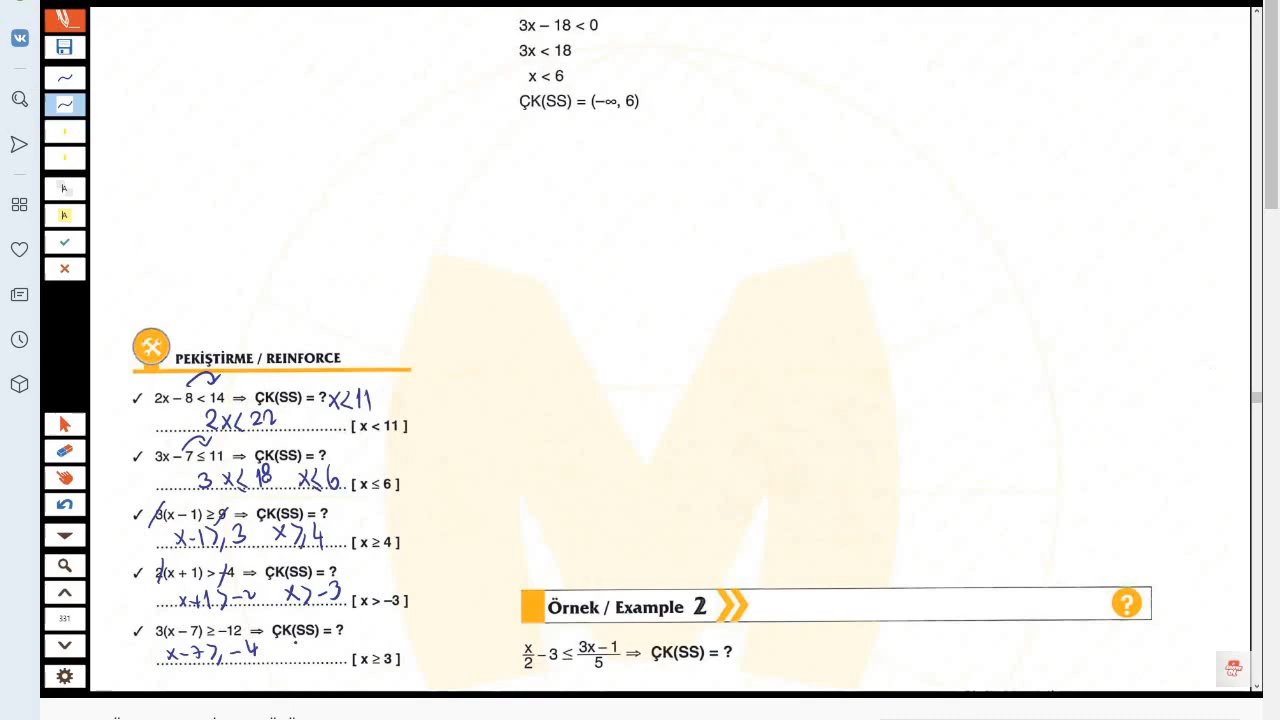 3x – 18 < 0
3x < 18
x < 6
ÇK(SS) = (–∞, 6)
PEKİŞTİRME / REINFORCE
✓ 2x – 8 < 14 ⇒ ÇK(SS) = ? x<11
2x<22 [ x < 11 ]
✓ 3x – 7 ≤ 11 ⇒ ÇK(SS) = ?
3x≤18 x≤6 [ x ≤ 6 ]
✓ 3(x – 1) ≥ 9 ⇒ ÇK(SS) = ?
x-1≥3 x≥4 [ x ≥ 4 ]
✓ 2(x + 1) > –4 ⇒ ÇK(SS) = ?
x+1>-2 x>-3 [ x > –3 ]
✓ 3(x – 7) ≥ –12 ⇒ ÇK(SS) = ?
x-7≥-4 [ x ≥ 3 ]
Örnek / Example 2
x/2 – 3 ≤ 3x – 1/5 ⇒ ÇK(SS) = ?
331